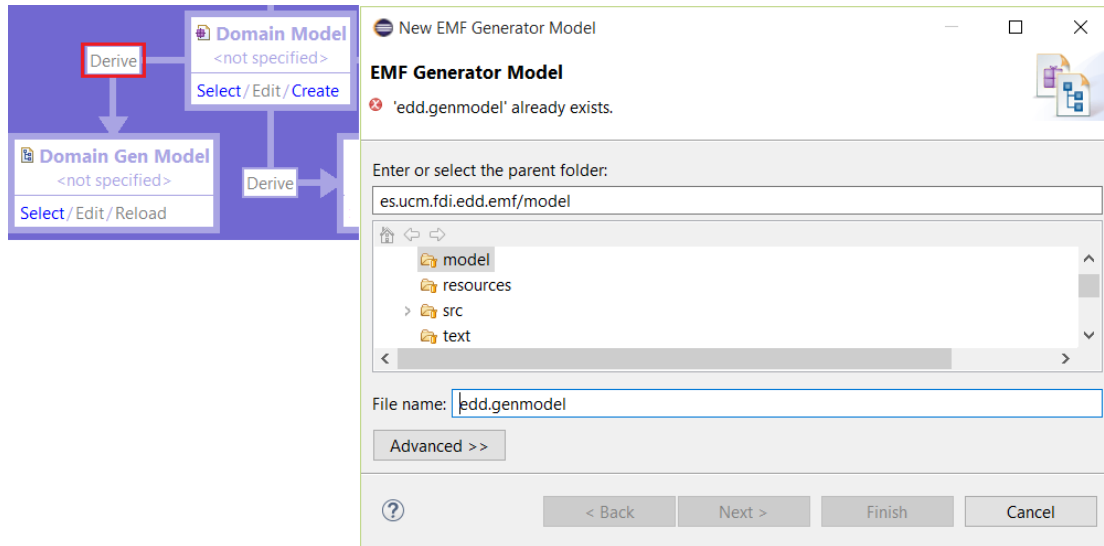 Domain Model
<not specified>
Select/Edit/Create
Derive
Domain Gen Model
<not specified>
Select/Edit/Reload
Derive
New EMF Generator Model
EMF Generator Model
'edd.genmodel' already exists.
Enter or select the parent folder:
es.ucm.fdi.edd.emf/model
model
resources
src
text
File name: edd.genmodel
Advanced >>
< Back Next > Finish Cancel